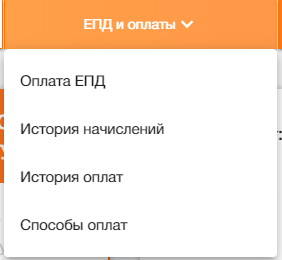 ЕПД и оплаты
Оплата ЕПД
История начислений
История оплат
Способы оплат